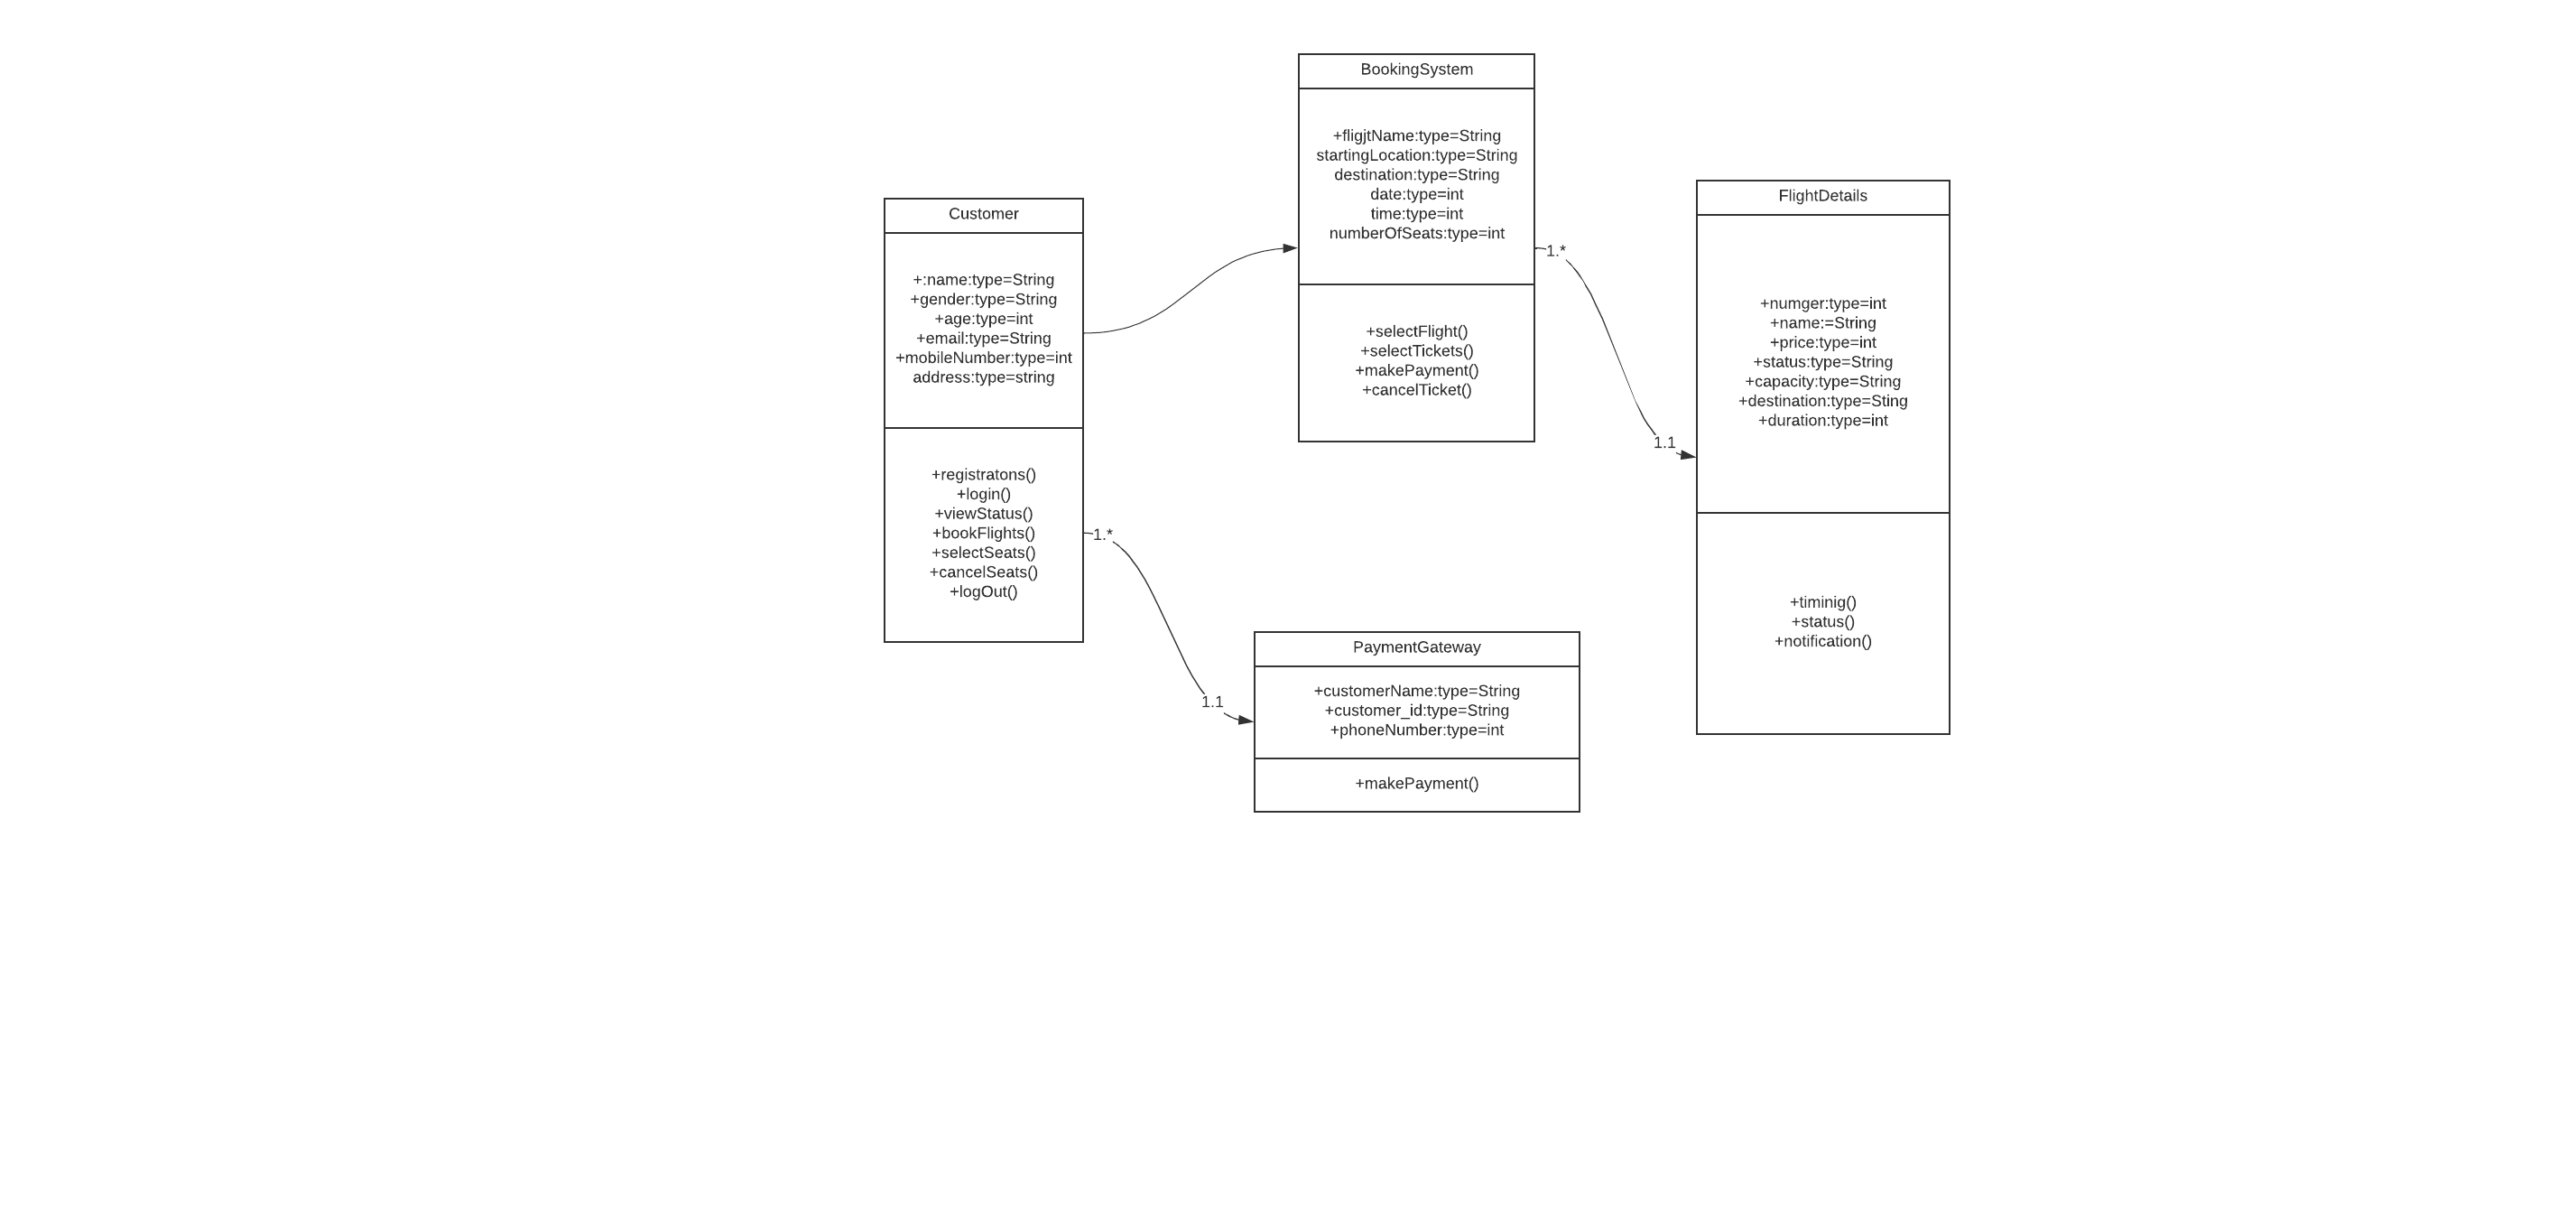 BookingSystem
+fligjtName:type=String
startingLocation:type=String
destination:type=String
date:type=int
time:type=int
numberOfSeats:type=int
+selectFlight()
+selectTickets()
+makePayment()
+cancelTicket()
Customer
+:name:type=String
+gender:type=String
+age:type=int
+email:type=String
+mobileNumber:type=int
address:type=string
+registratons()
+login()
+viewStatus()
+bookFlights()
+selectSeats()
+cancelSeats()
+logOut()
1.*
1.1
FlightDetails
+numger:type=int
+name:=String
+price:type=int
+status:type=String
+capacity:type=String
+destination:type=Sting
+duration:type=int
+timinig()
+status()
+notification()
1.*
1.1
PaymentGateway
+customerName:type=String
+customer_id:type=String
+phoneNumber:type=int
+makePayment()